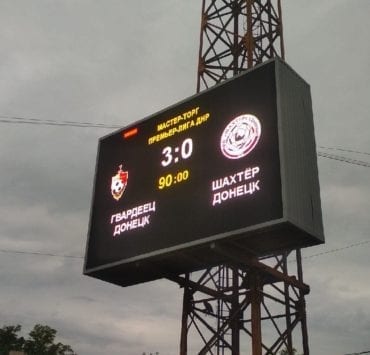 МАСТЕР-ТОРГ
ПРЕМЬЕР-ЛИГА ДНР
3:0
90:00
ГВАРДЕЕЦ
ДОНЕЦК
ШАХТЁР
ДОНЕЦК